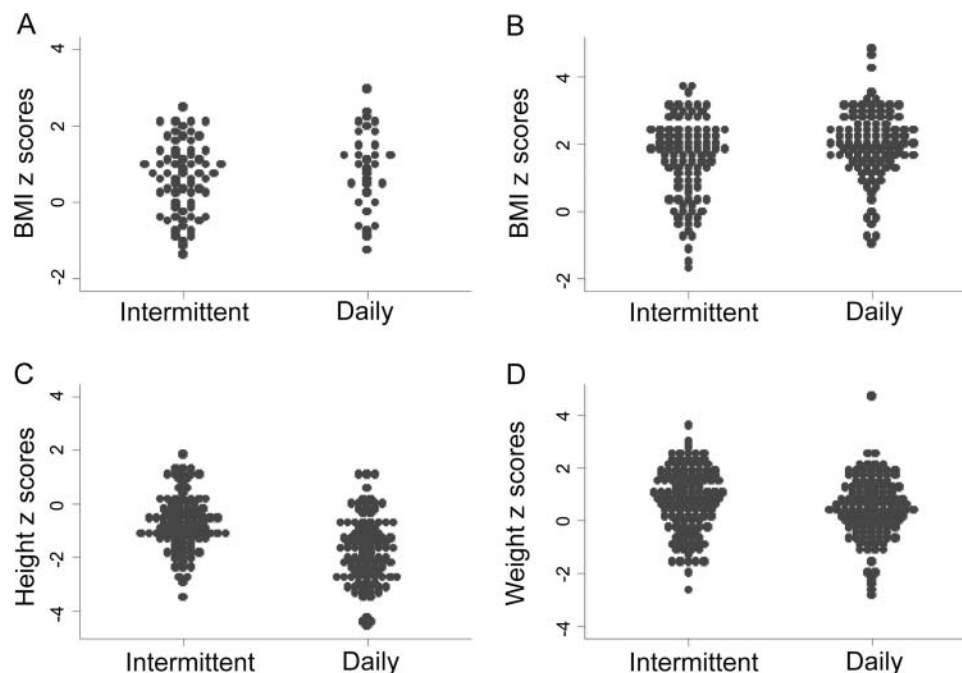 A
BMI z scores
4
2
0
-2
Intermittent
Daily
B
BMI z scores
4
2
0
-2
Intermittent
Daily
C
Height z scores
4
2
0
-2
-4
Intermittent
Daily
D
Weight z scores
4
2
0
-2
-4
Intermittent
Daily